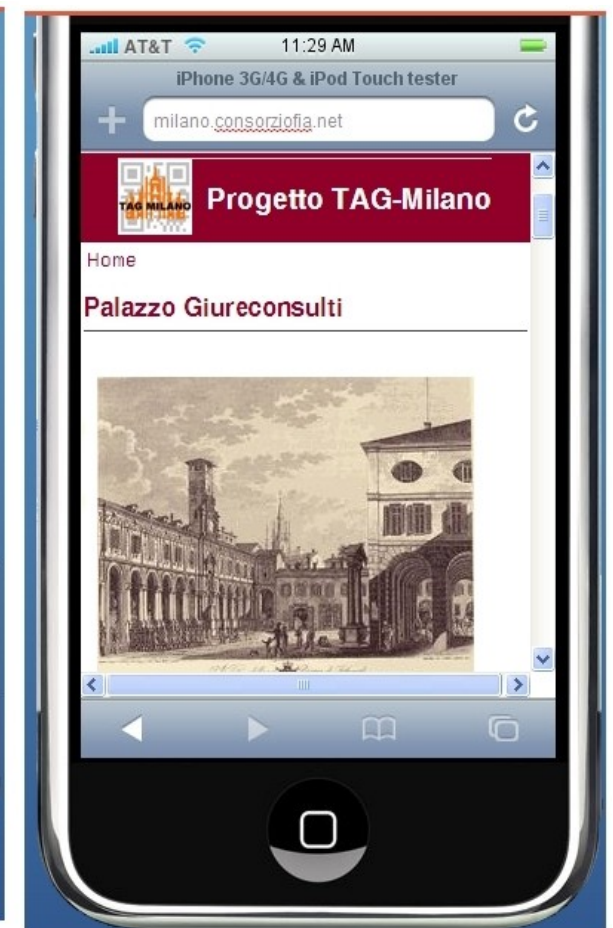 AT&T 11:29 AM
iPhone 3G/4G & iPod Touch tester
milano.consorziofia.net
TAG MILANO Progetto TAG-Milano
Home
Palazzo Giureconsulti